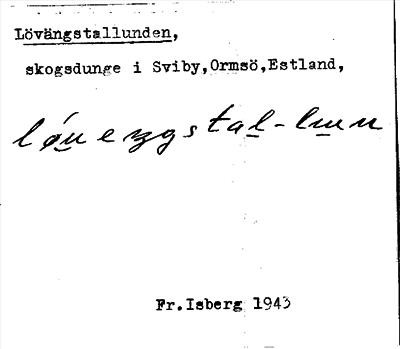 Lövängstallunden,
skogsdunge i Sviby,Ormsö,Estland,
Fr.Isberg 1943